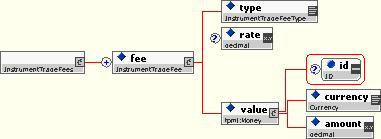 type
InstrumentTradeFeeType
rate
decimal
fee
InstrumentTradeFees
InstrumentTradeFee
id
ID
value
fpml:Money
currency
Currency
amount
decimal